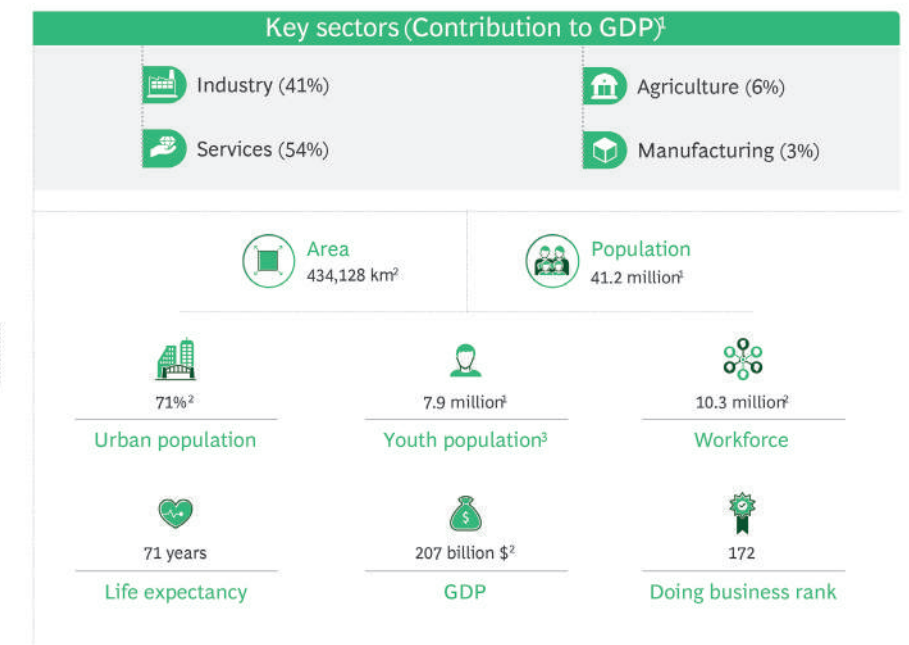 Key sectors (Contribution to GDP)¹
Industry (41%)
Agriculture (6%)
Services (54%)
Manufacturing (3%)
Area
434,128 km²
Population
41.2 million¹
71%²
Urban population
7.9 million¹
Youth population³
10.3 million²
Workforce
71 years
Life expectancy
$
207 billion $²
GDP
172
Doing business rank